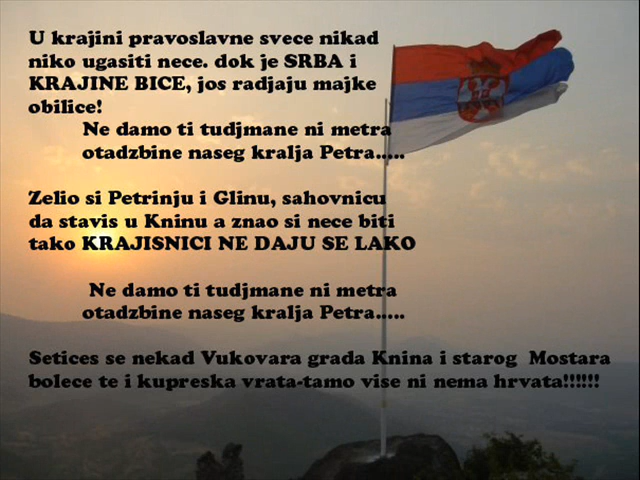 U krajini pravoslavne svece nikad
niko ugasiti nece. dok je SRBA i
KRAJINE BICE, jos radjaju majke
obilice!
Ne damo ti tudjmane ni metra
otadzbine naseg kralja Petra.....
Zelio si Petrinju i Glinu, sahovnicu
da stavis u Kninu a znao si nece biti
tako KRAJISNICI NE DAJU SE LAKO
Ne damo ti tudjmane ni metra
otadzbine naseg kralja Petra.....
Setices se nekad Vukovara grada Knina i starog Mostara
bolece te i kupreska vrata-tamo vise ni nema hrvata!!!!!!